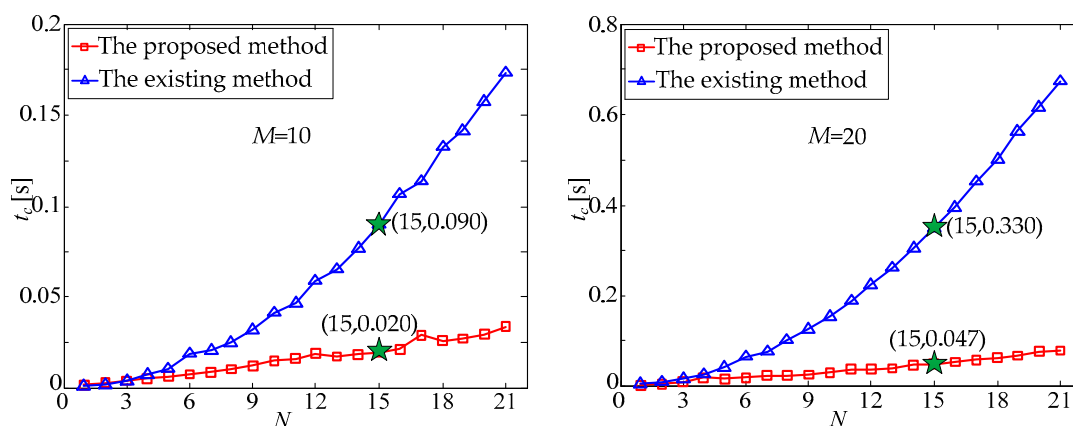 0.2
The proposed method
The existing method
0.15
M=10
0.1
t_c [s]
(15,0.090)
0.05
(15,0.020)
0
0 3 6 9 12 15 18 21
N
0.8
The proposed method
The existing method
0.6
M=20
0.4
t_c [s]
(15,0.330)
0.2
(15,0.047)
0
0 3 6 9 12 15 18 21
N